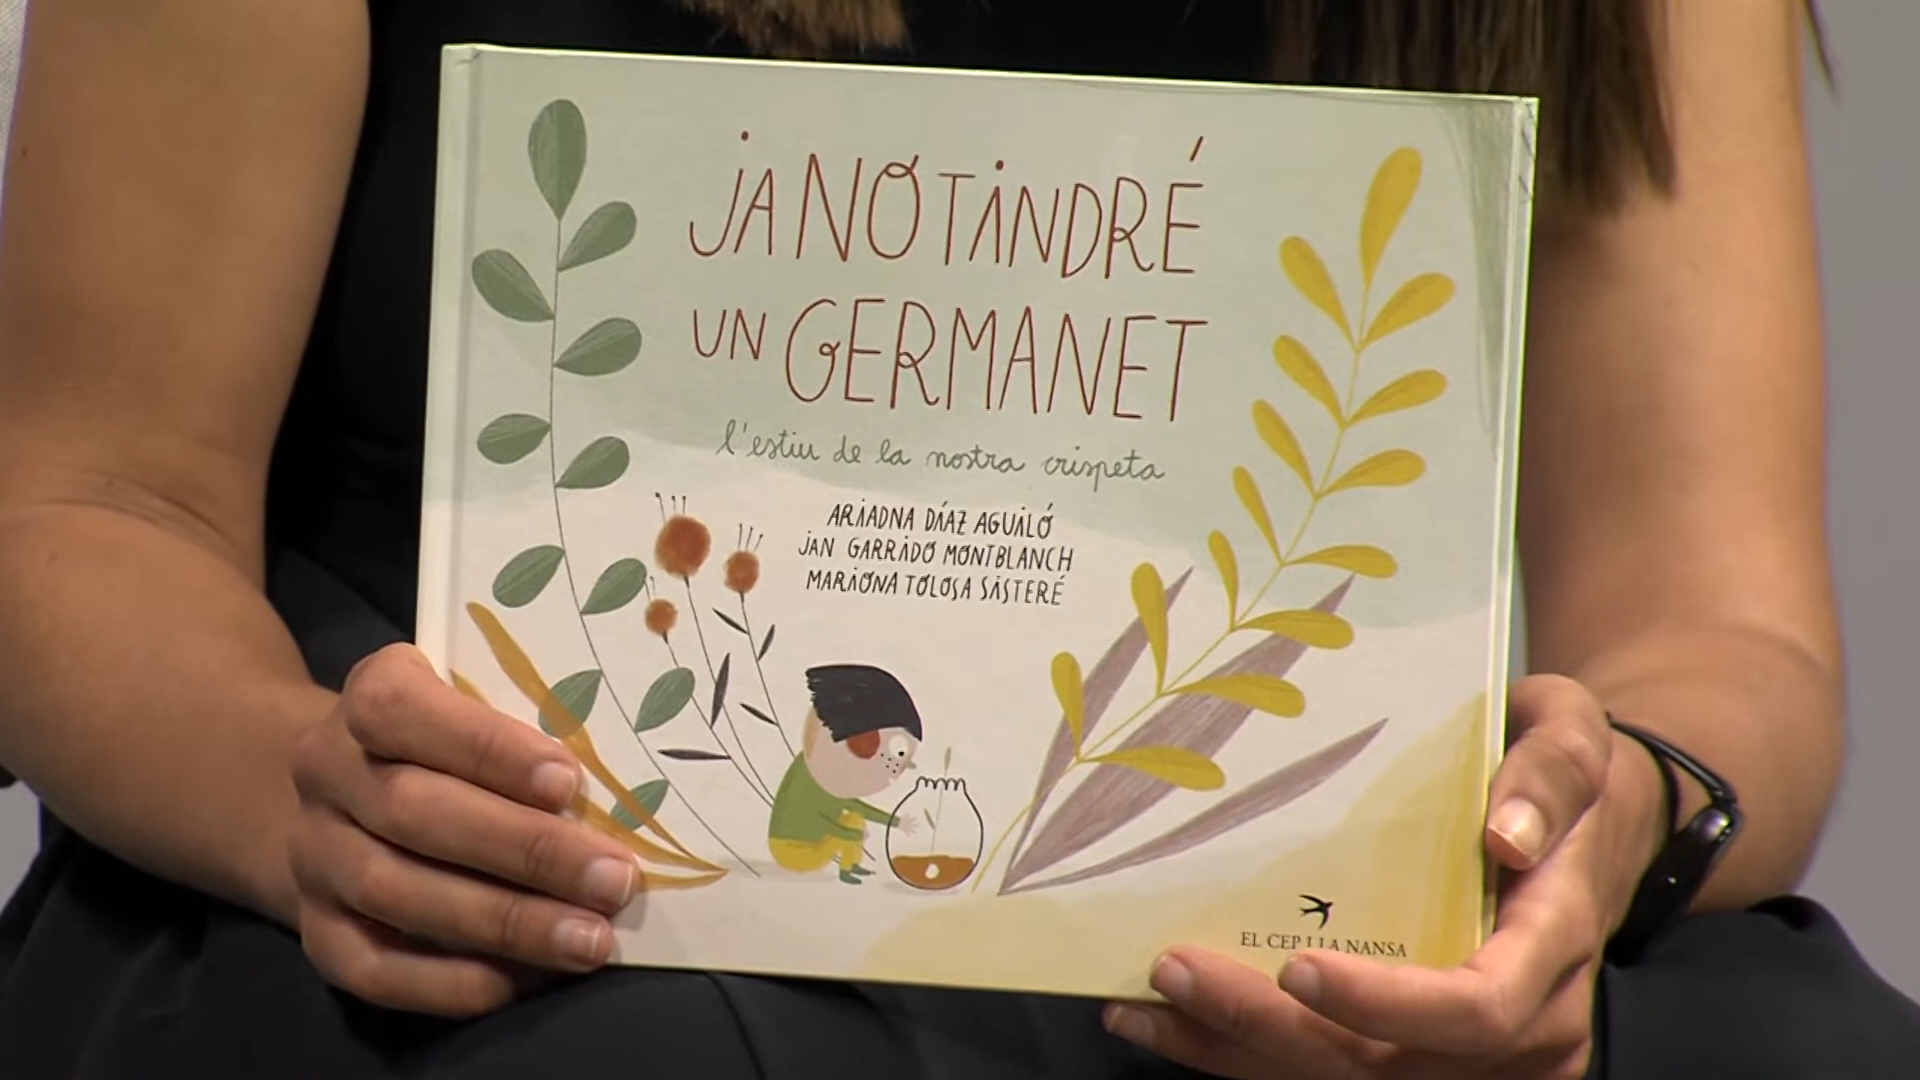 JA NO TINDRÉ
UN GERMANET
l'estiu de la nostra crispeta
ARIADNA DÍAZ AGUILÓ
JAN GARRIDO MONTBLANCH
MARIONA TOLOSA SISTERÉ
EL CEP I LA NANSA